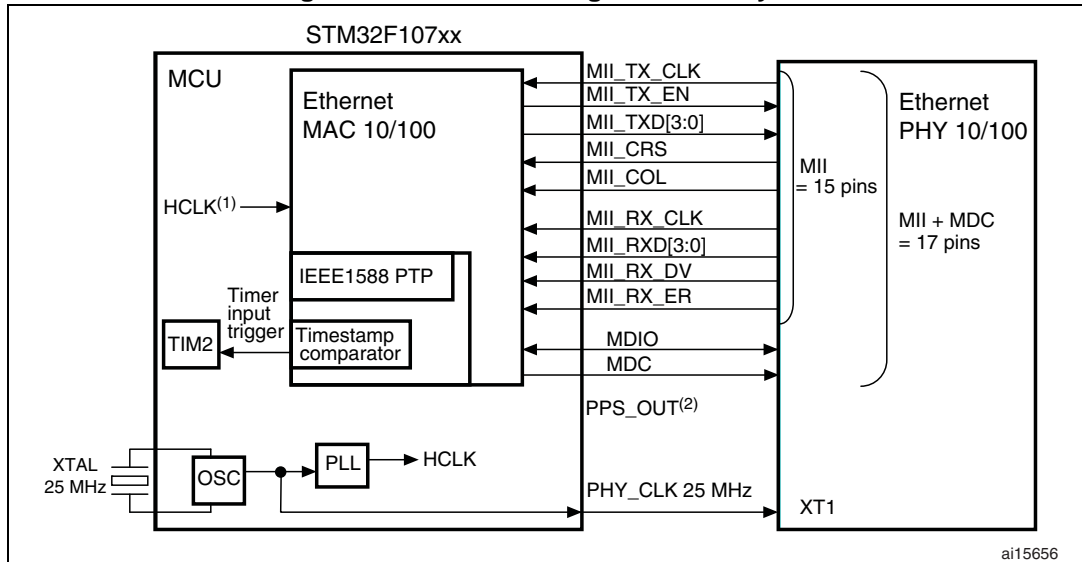 STM32F107xx
MCU
Ethernet
MAC 10/100
HCLK(1)
IEEE1588 PTP
Timer
input
trigger
Timestamp
comparator
TIM2
XTAL
25 MHz
OSC
PLL
HCLK
MII_TX_CLK
MII_TX_EN
MII_TXD[3:0]
MII_CRS
MII_COL
MII_RX_CLK
MII_RXD[3:0]
MII_RX_DV
MII_RX_ER
MDIO
MDC
PPS_OUT(2)
PHY_CLK 25 MHz
MII
= 15 pins
Ethernet
PHY 10/100
MII + MDC
= 17 pins
XT1
ai15656